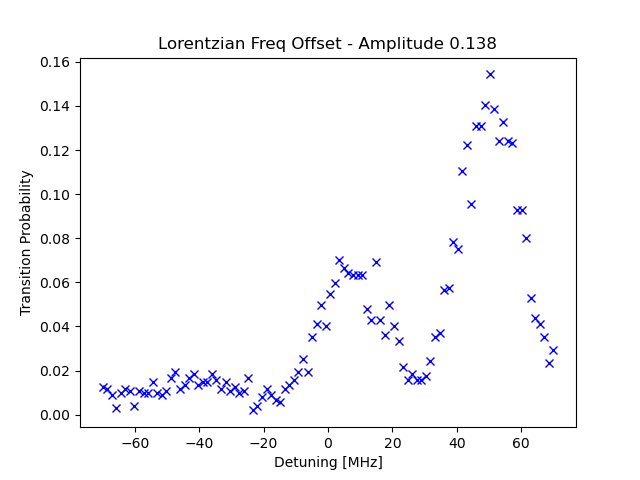 Lorentzian Freq Offset - Amplitude 0.138
Transition Probability
0.16
0.14
0.12
0.10
0.08
0.06
0.04
0.02
0.00
−60 −40 −20 0 20 40 60
Detuning [MHz]